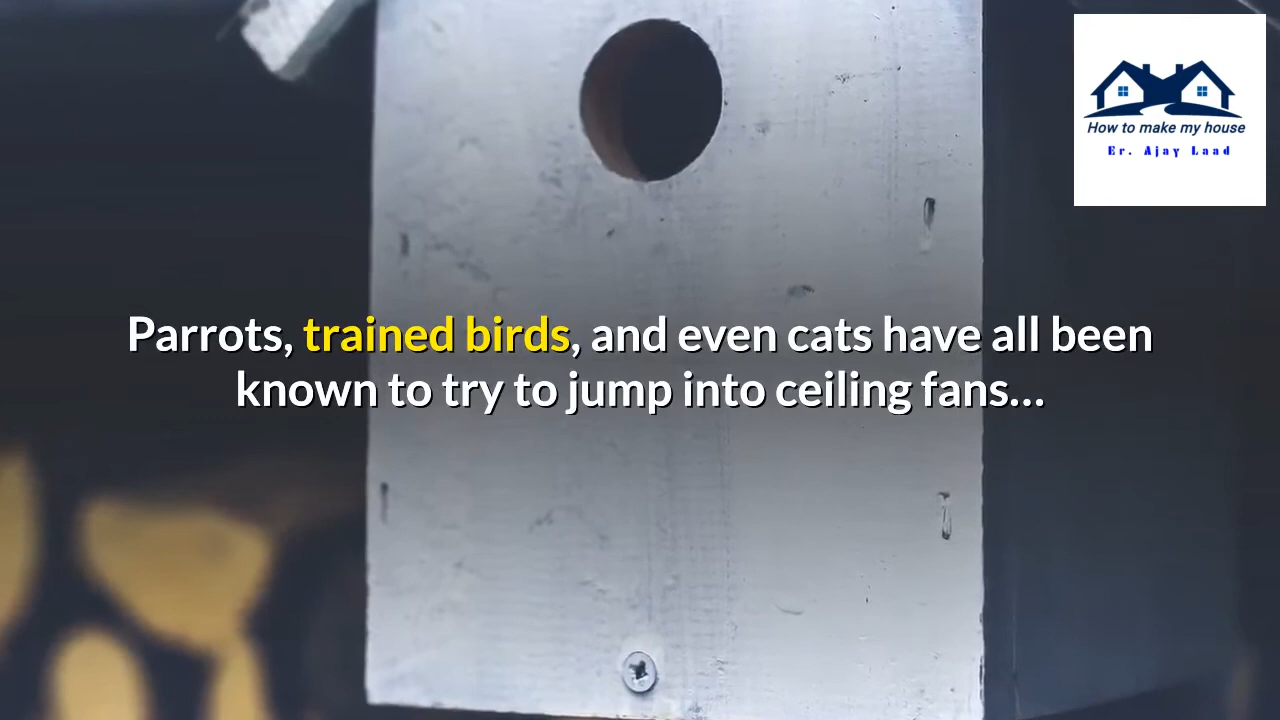 How to make my house
Er. Ajay Laad
Parrots, trained birds, and even cats have all been
known to try to jump into ceiling fans...